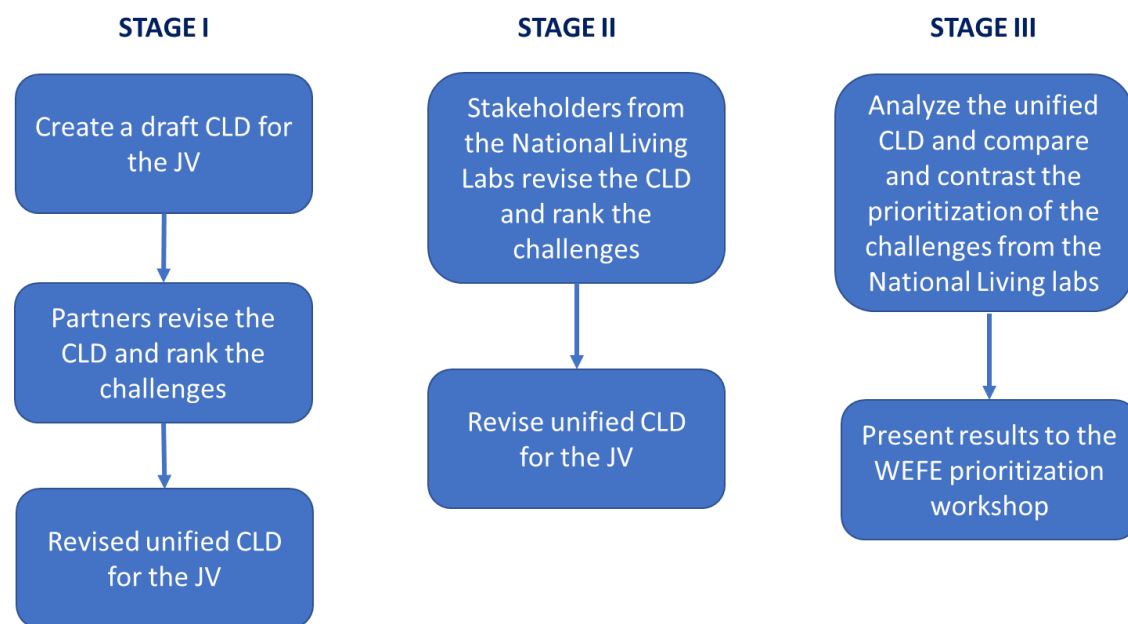 STAGE I
Create a draft CLD for
the JV
Partners revise the
CLD and rank the
challenges
Revised unified CLD
for the JV
STAGE II
Stakeholders from
the National Living
Labs revise the CLD
and rank the
challenges
Revise unified CLD
for the JV
STAGE III
Analyze the unified
CLD and compare
and contrast the
prioritization of the
challenges from the
National Living labs
Present results to the
WEFE prioritization
workshop